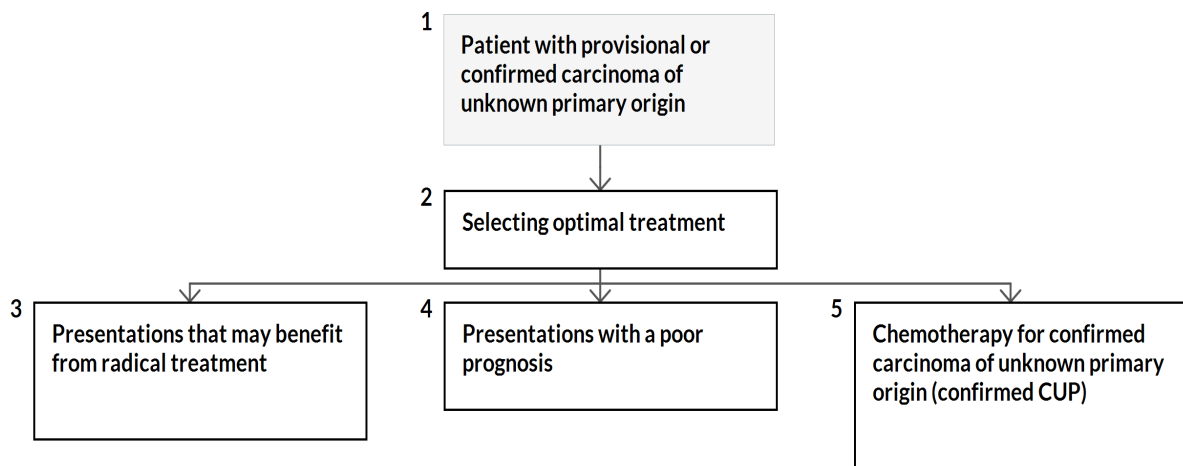 1
Patient with provisional or
confirmed carcinoma of
unknown primary origin
2
Selecting optimal treatment
3
Presentations that may benefit
from radical treatment
4
Presentations with a poor
prognosis
5
Chemotherapy for confirmed
carcinoma of unknown primary
origin (confirmed CUP)